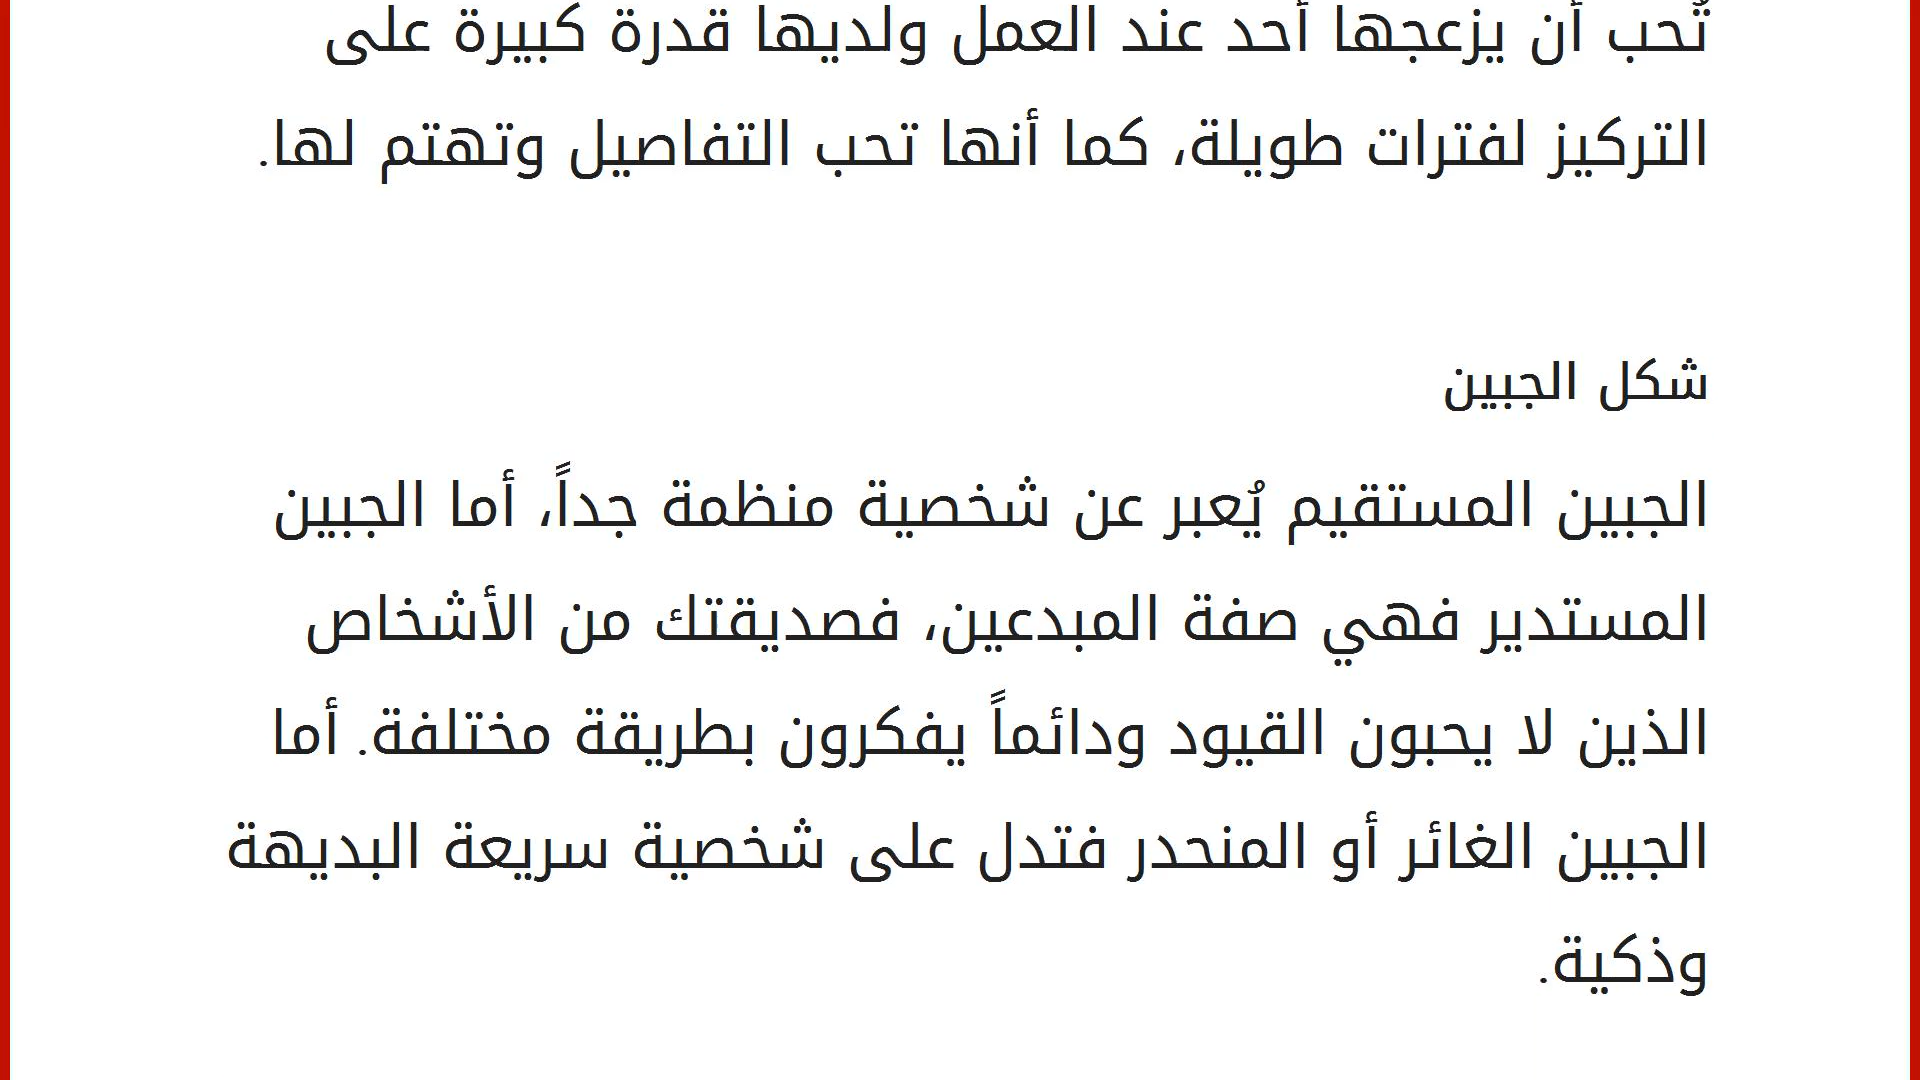 تُحب أن يزعجها أحد عند العمل ولديها قدرة كبيرة على
التركيز لفترات طويلة، كما أنها تحب التفاصيل وتهتم لها.
شكل الجبين
الجبين المستقيم يُعبر عن شخصية منظمة جداً، أما الجبين
المستدير فهي صفة المبدعين، فصديقتك من الأشخاص
الذين لا يحبون القيود ودائماً يفكرون بطريقة مختلفة. أما
الجبين الغائر أو المنحدر فتدل على شخصية سريعة البديهة
وذكية.